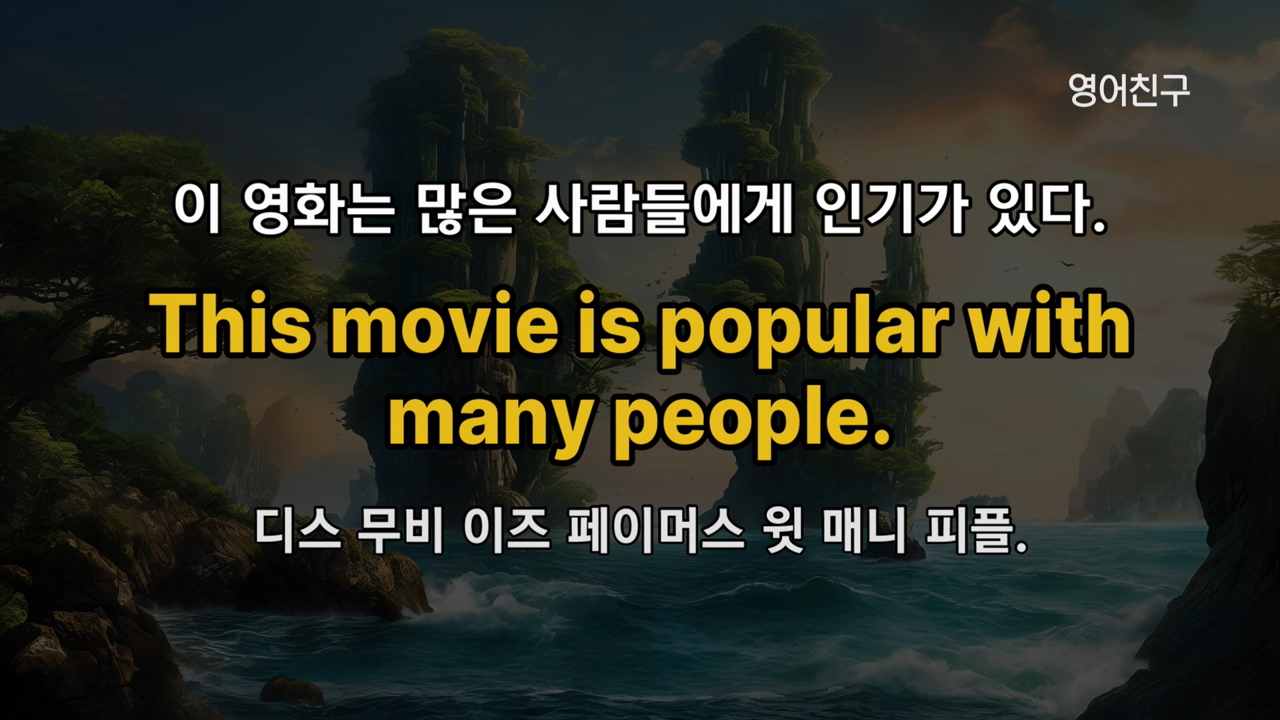 영어친구
이 영화는 많은 사람들에게 인기가 있다.
This movie is popular with
many people.
디스 무비 이즈 페이머스 윗 매니 피플.